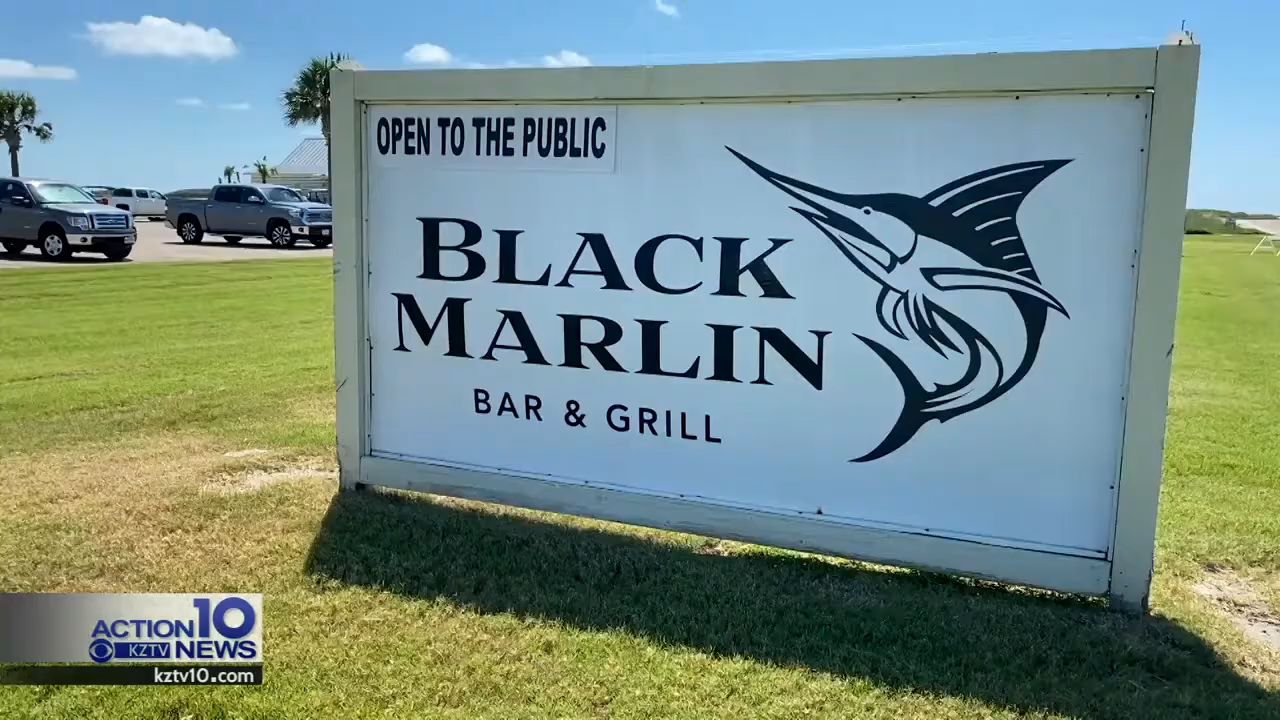 OPEN TO THE PUBLIC
BLACK
MARLIN
BAR & GRILL
ACTION 10
KZTV NEWS
kztv10.com